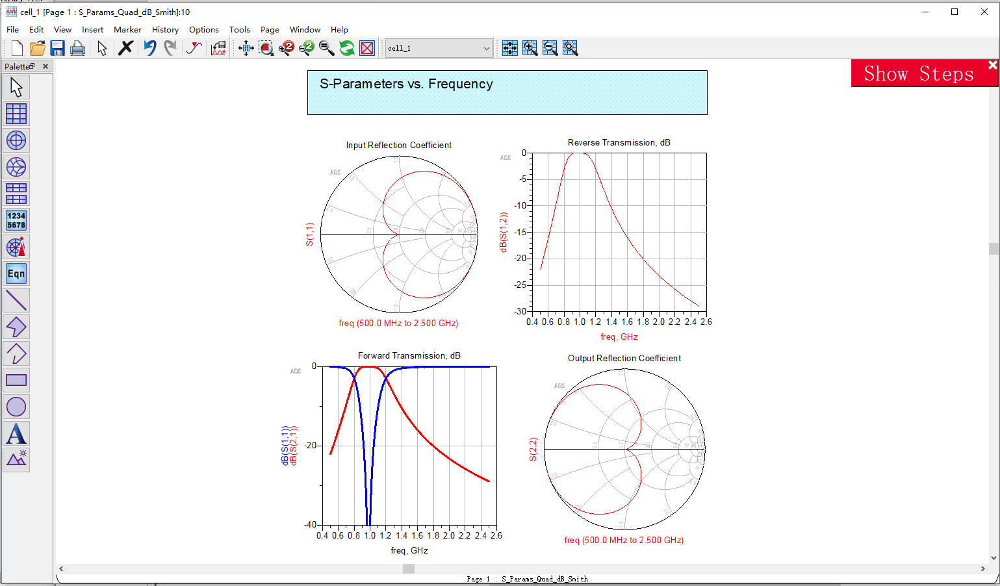 cell_1 [Page 1 : S_Params_Quad_dB_Smith]:10
File Edit View Insert Marker History Options Tools Page Window Help
cell_1
Palette
Show Steps
1234
5678
Eqn
A
S-Parameters vs. Frequency
Input Reflection Coefficient
ADS
S(1,1)
freq (500.0 MHz to 2.500 GHz)
Reverse Transmission, dB
ADS
dB(S(1,2))
0
-5
-10
-15
-20
-25
-30
0.4 0.6 0.8 1.0 1.2 1.4 1.6 1.8 2.0 2.2 2.4 2.6
freq, GHz
Forward Transmission, dB
ADS
dB(S(1,1))
dB(S(2,1))
0
-20
-40
0.4 0.6 0.8 1.0 1.2 1.4 1.6 1.8 2.0 2.2 2.4 2.6
freq, GHz
Output Reflection Coefficient
ADS
S(2,2)
freq (500.0 MHz to 2.500 GHz)
Page 1 : S_Params_Quad_dB_Smith